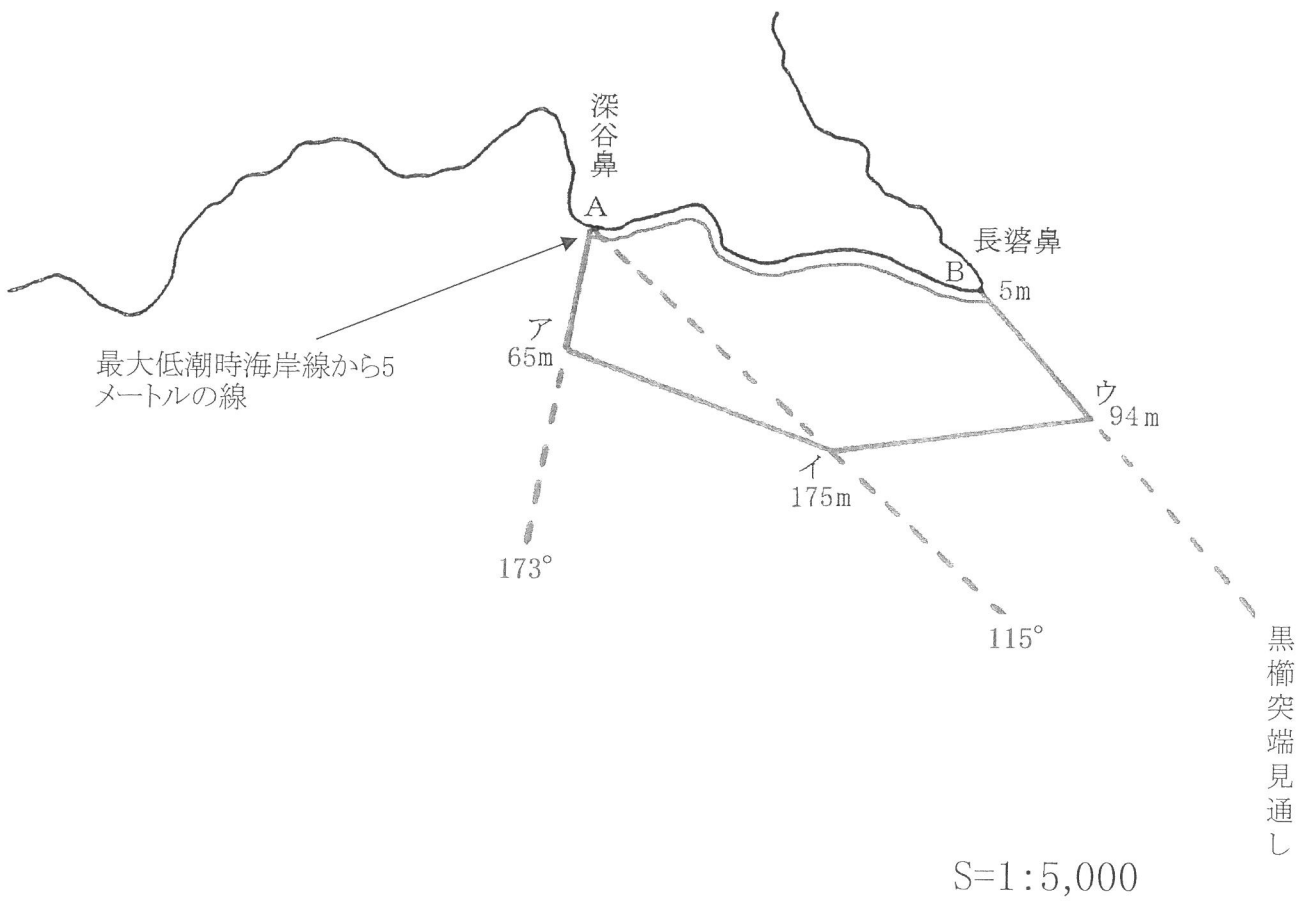 深谷鼻
A
長碆鼻
B
5m
ア
65m
最大低潮時海岸線から5
メートルの線
ウ
94m
イ
175m
173°
115°
黒櫛突端見通し
S=1:5,000